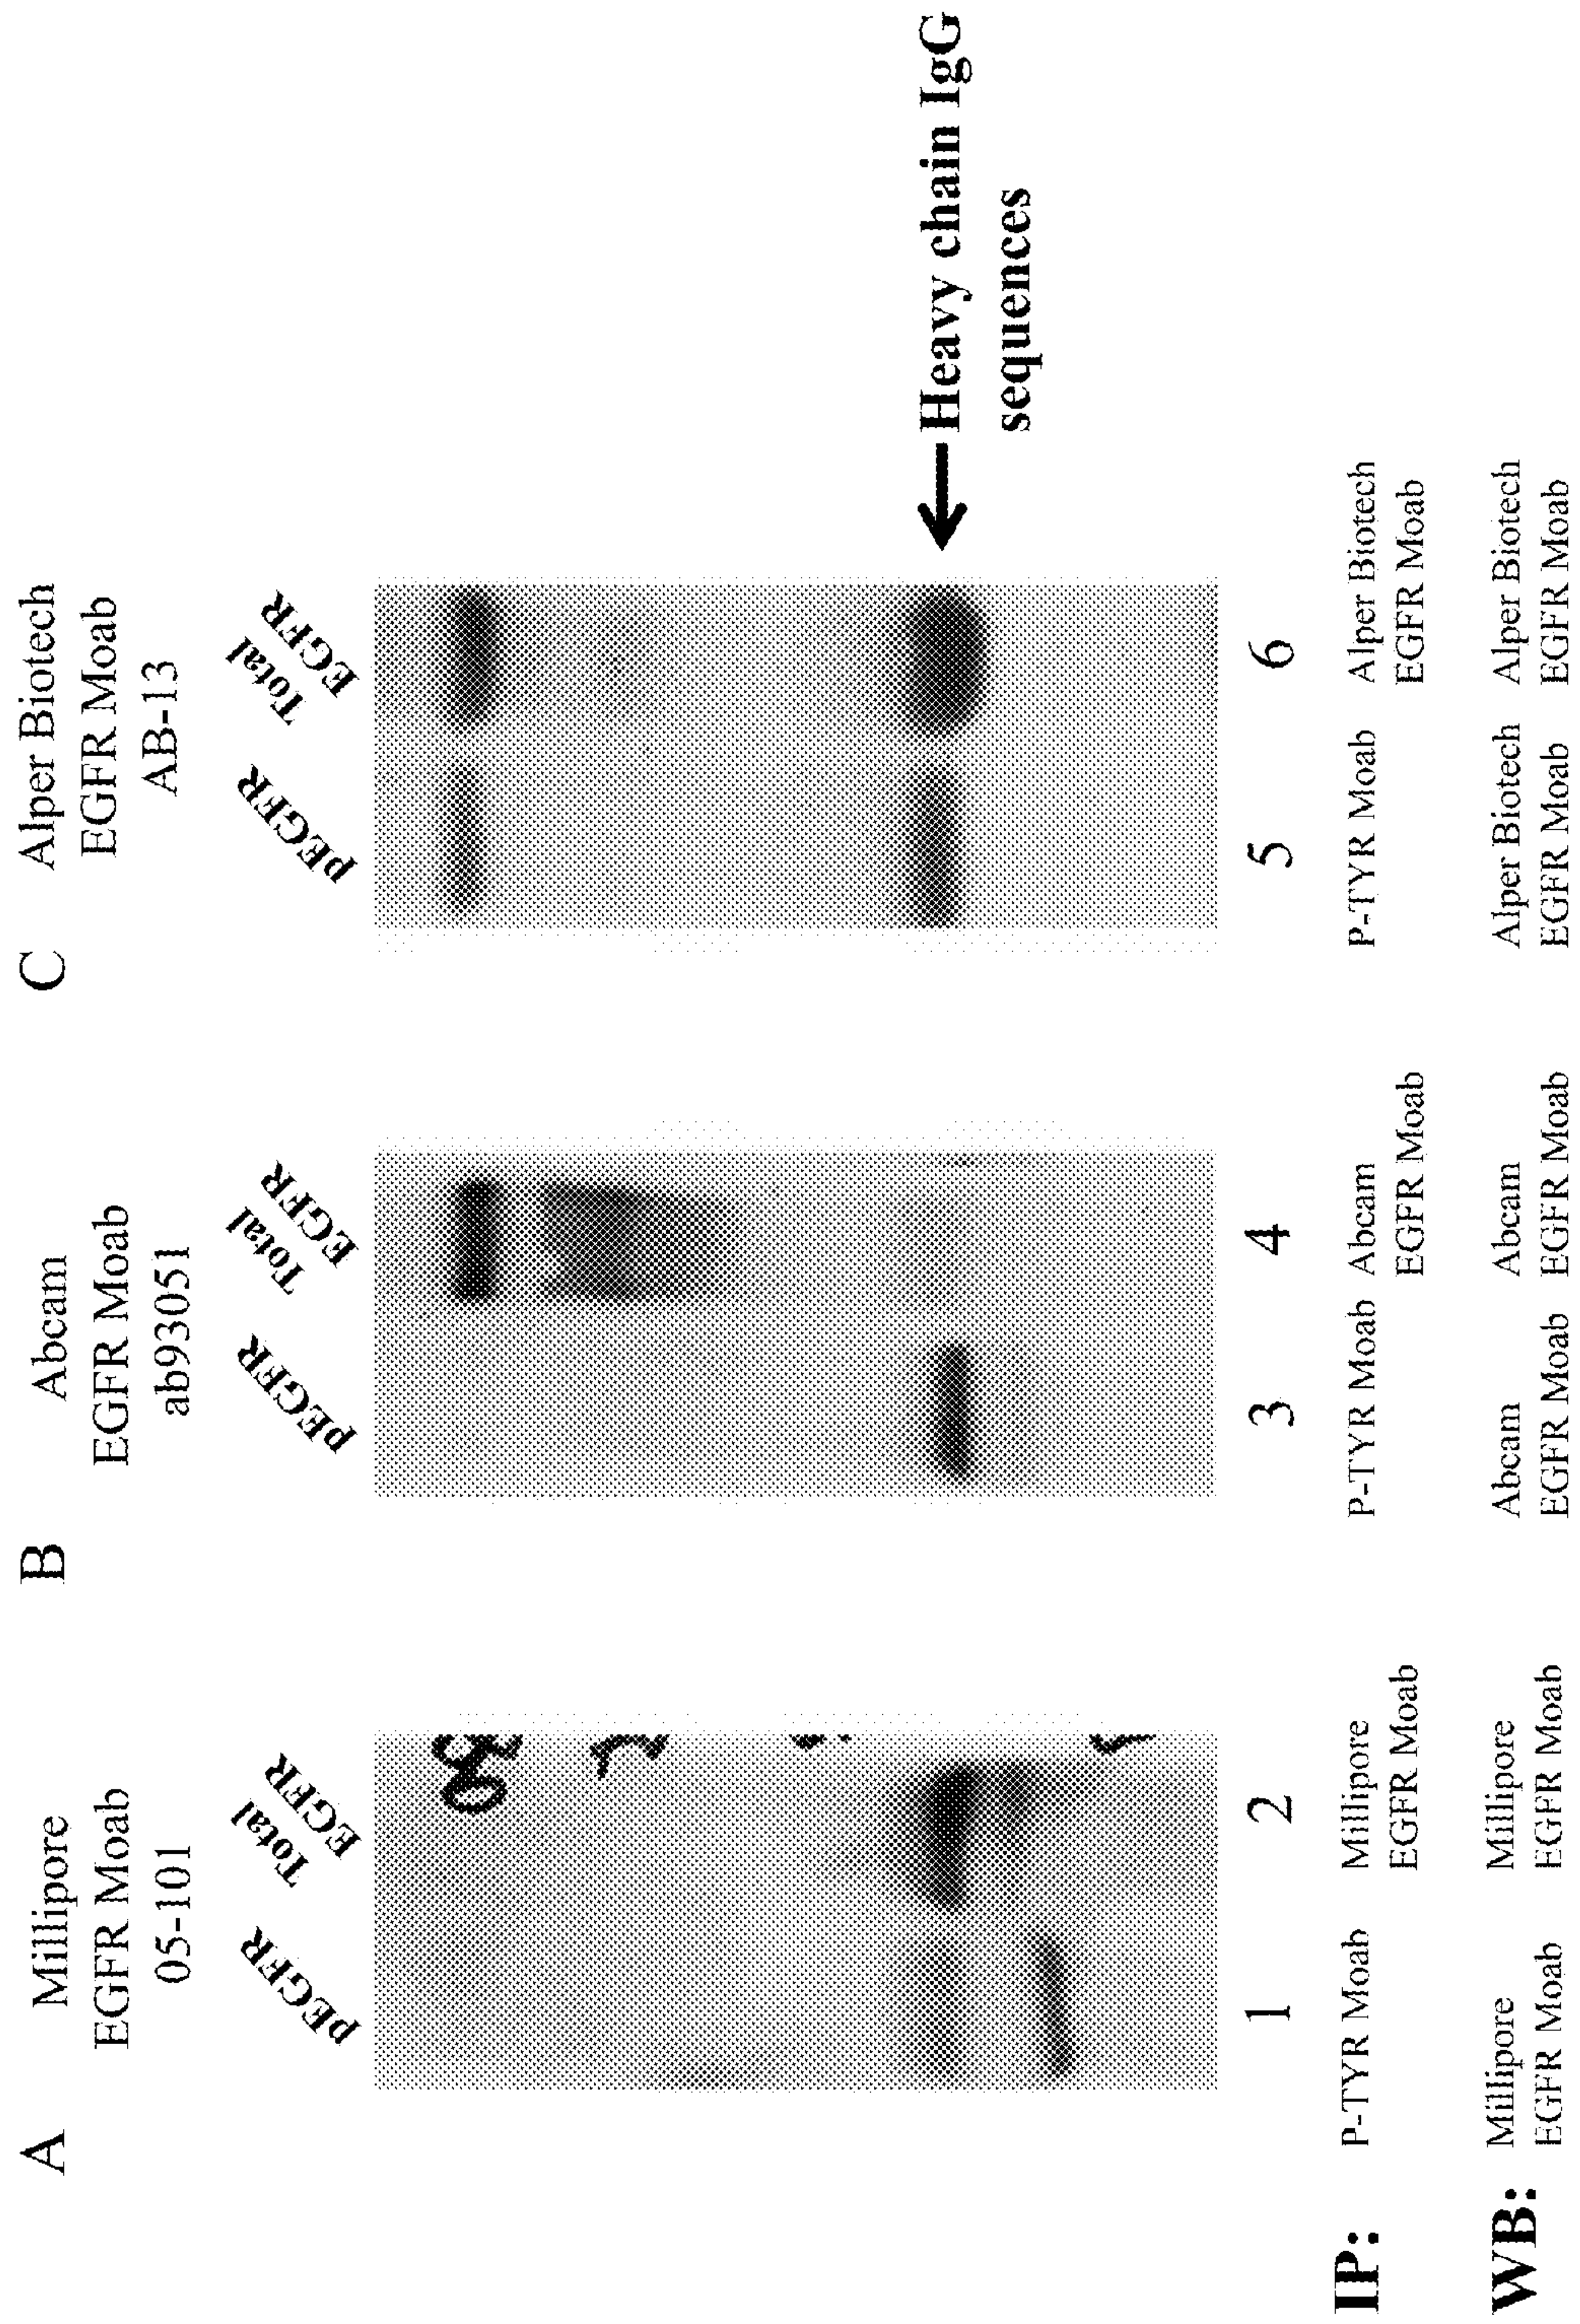 A
Millipore
EGFR Moab
05-101
B
Abcam
EGFR Moab
ab93051
C
Alper Biotech
EGFR Moab
AB-13
pEGFR
Total
EGFR
pEGFR
Total
EGFR
pEGFR
Total
EGFR
Heavy chain IgG
sequences
1
2
3
4
5
6
IP:
P-TYR Moab
Millipore
EGFR Moab
P-TYR Moab
Abcam
EGFR Moab
P-TYR Moab
Alper Biotech
EGFR Moab
WB:
Millipore
EGFR Moab
Millipore
EGFR Moab
Abcam
EGFR Moab
Abcam
EGFR Moab
Alper Biotech
EGFR Moab
Alper Biotech
EGFR Moab